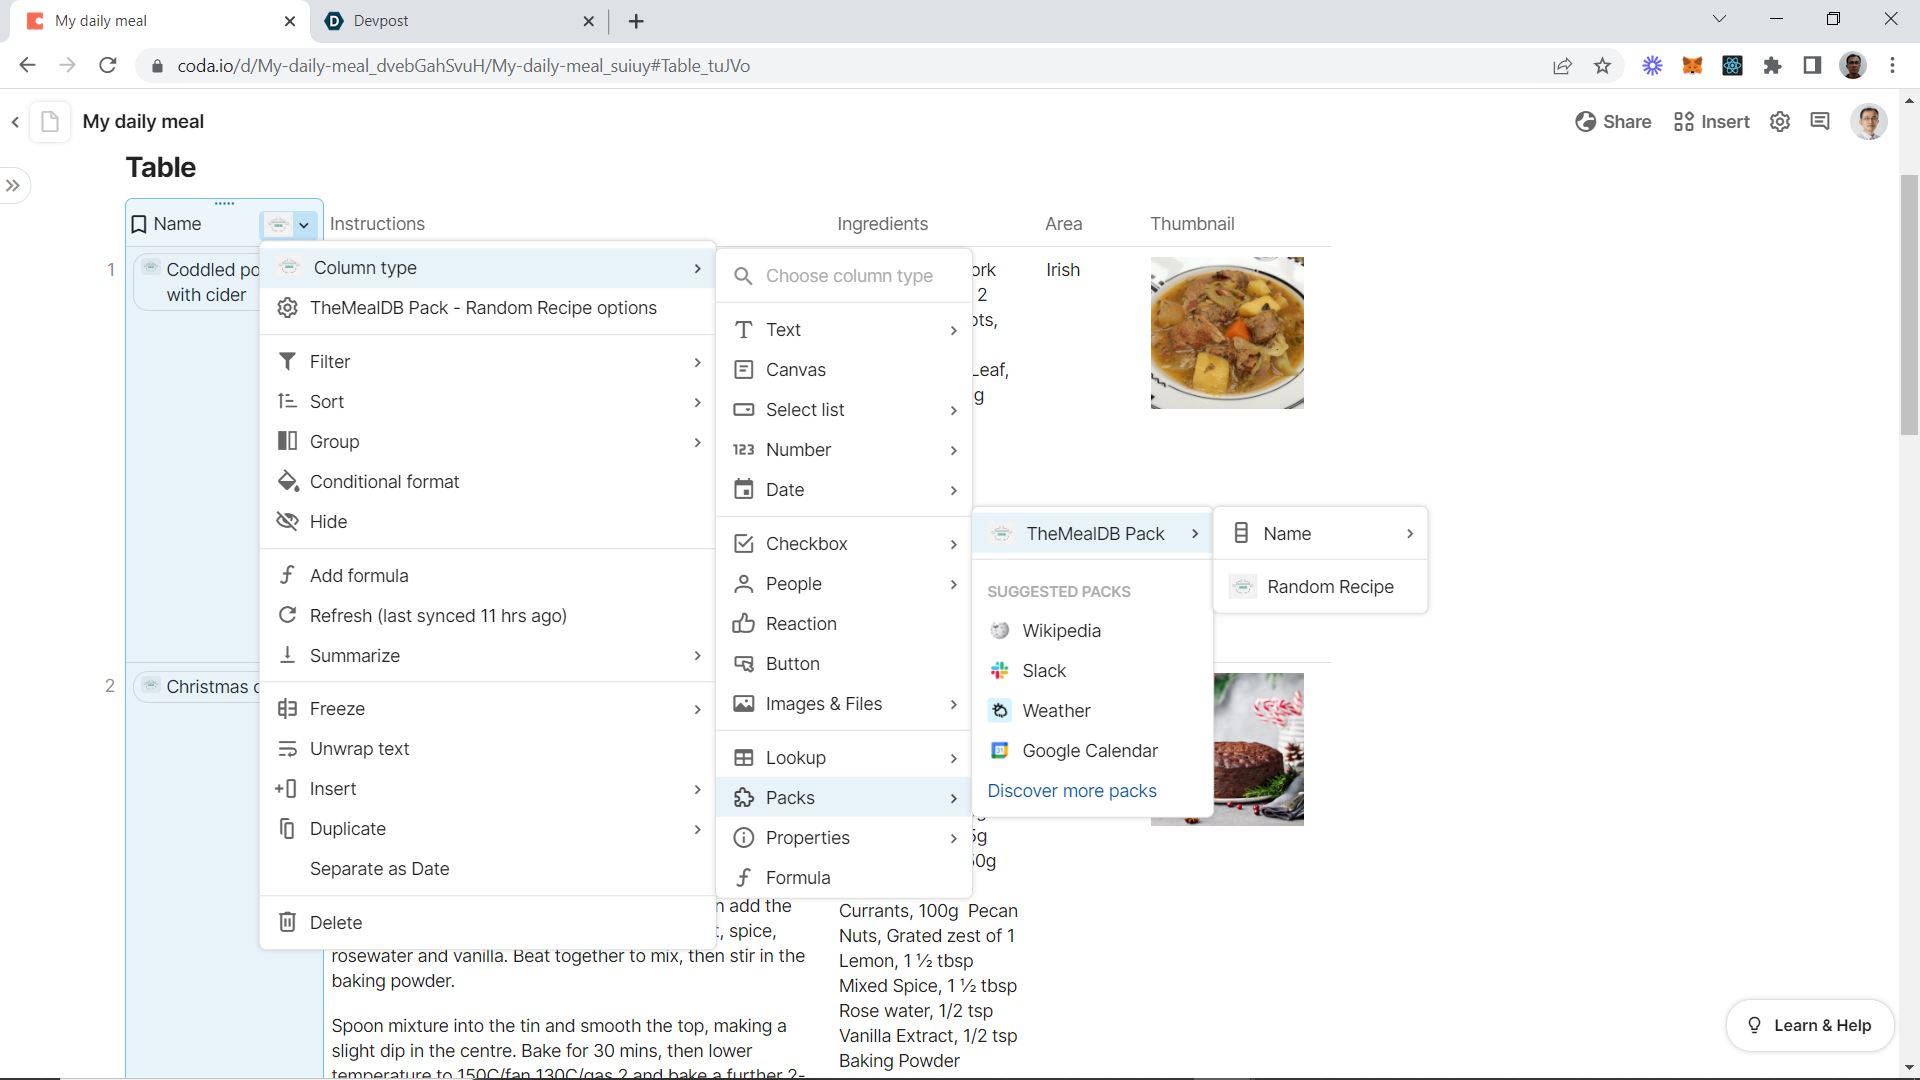 My daily meal
Devpost
coda.io/d/My-daily-meal_dvebGahSvuH/My-daily-meal_suiuy#Table_tuJVo
My daily meal
Share
Insert
Table
Name
Instructions
Ingredients
Area
Thumbnail
1
Coddled
with cider
Irish
Column type
TheMealDB Pack - Random Recipe options
Filter
Sort
Group
Conditional format
Hide
Add formula
Refresh (last synced 11 hrs ago)
Summarize
Freeze
Unwrap text
Insert
Duplicate
Separate as Date
Delete
Choose column type
Text
Canvas
Select list
123 Number
Date
Checkbox
People
Reaction
Button
Images & Files
Lookup
Packs
Properties
Formula
2
Leaf,
TheMealDB Pack
SUGGESTED PACKS
Wikipedia
Slack
Weather
31 Google Calendar
Discover more packs
Name
Random Recipe
2
Christmas
add the
spice,
rosewater and vanilla. Beat together to mix, then stir in the
baking powder.
Spoon mixture into the tin and smooth the top, making a
slight dip in the centre. Bake for 30 mins, then lower
temperature to 150C/fan 130C/gas 2 and bake a further 2-
Currants, 100g Pecan
Nuts, Grated zest of 1
Lemon, 1 ½ tbsp
Mixed Spice, 1 ½ tbsp
Rose water, 1/2 tsp
Vanilla Extract, 1/2 tsp
Baking Powder
Learn & Help